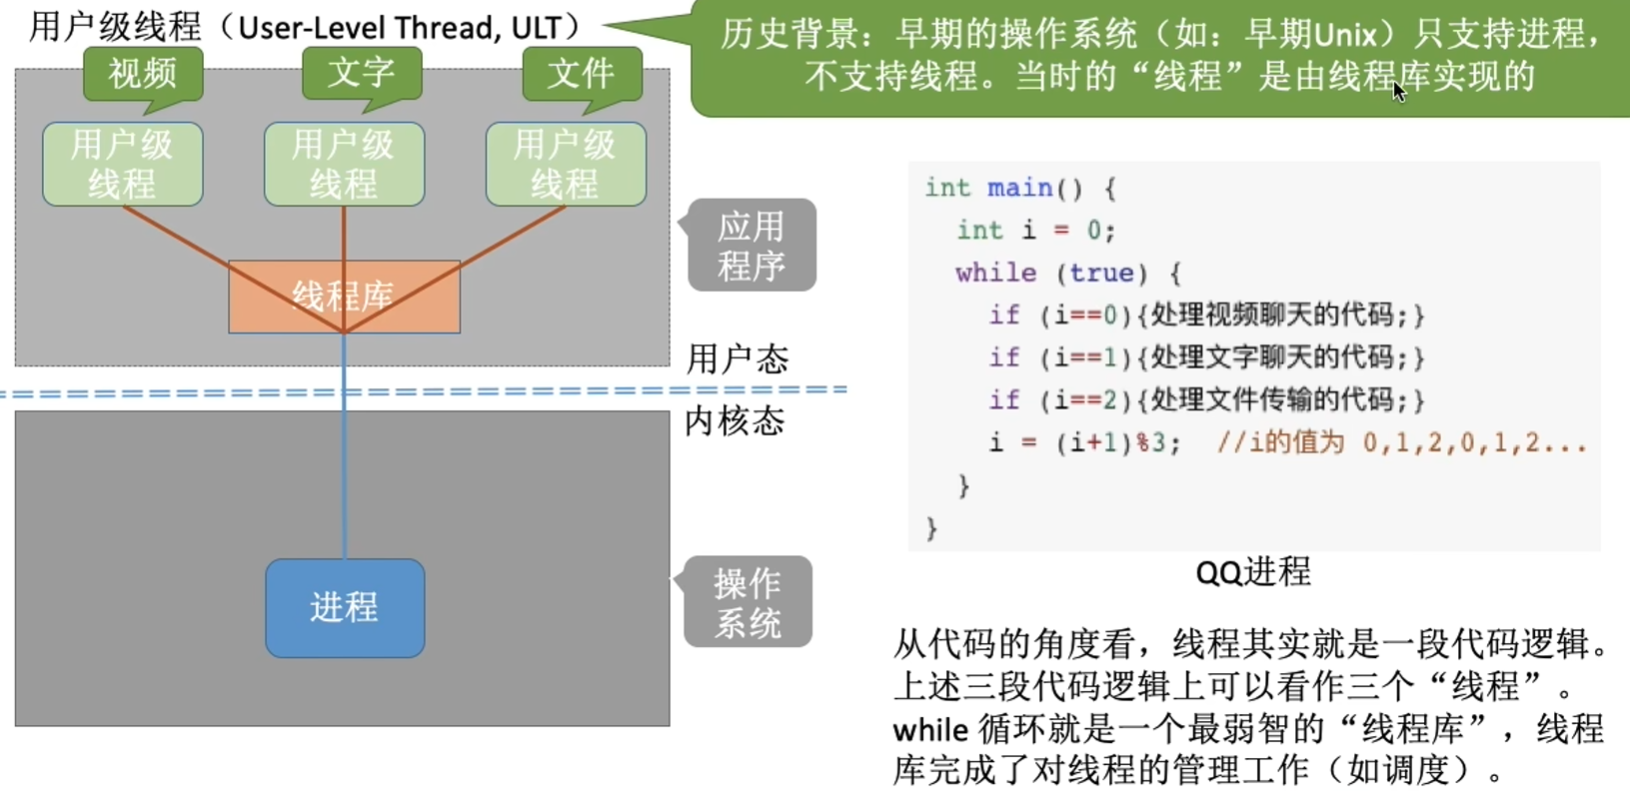 用户级线程（User-Level Thread, ULT）
历史背景：早期的操作系统（如：早期Unix）只支持进程，
不支持线程。当时的“线程”是由线程库实现的
视频
文字
文件
用户级
线程
用户级
线程
用户级
线程
线程库
应用
程序
用户态
内核态
进程
操作
系统
int main() {
int i = 0;
while (true) {
if (i==0){处理视频聊天的代码;}
if (i==1){处理文字聊天的代码;}
if (i==2){处理文件传输的代码;}
i = (i+1)%3; //i的值为 0,1,2,0,1,2...
}
}
QQ进程
从代码的角度看，线程其实就是一段代码逻辑。
上述三段代码逻辑上可以看作三个“线程”。
while 循环就是一个最弱智的“线程库”，线程
库完成了对线程的管理工作（如调度）。